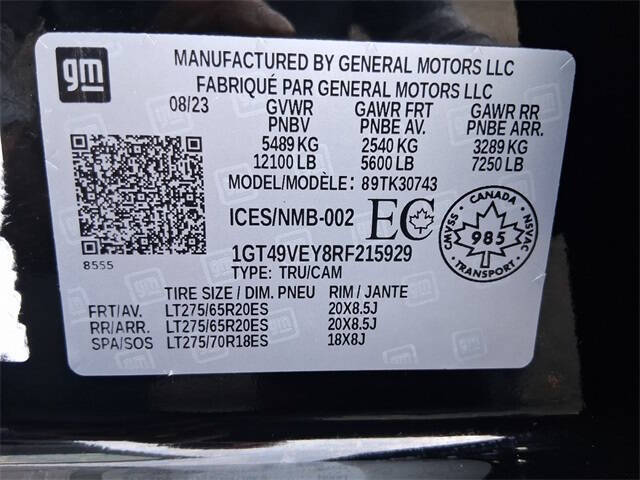 gm
MANUFACTURED BY GENERAL MOTORS LLC
FABRIQUÉ PAR GENERAL MOTORS LLC
08/23 GVWR GAWR FRT GAWR RR
PNBV PNBE AV. PNBE ARR.
5489 KG 2540 KG 3289 KG
12100 LB 5600 LB 7250 LB
MODEL/MODÈLE: 89TK30743
ICES/NMB-002 EC
CANADA
CMVSS 985 NSVAC
TRANSPORT
8555
1GT49VEY8RF215929
TYPE: TRU/CAM
TIRE SIZE / DIM. PNEU RIM / JANTE
FRT/AV. LT275/65R20ES 20X8.5J
RR/ARR. LT275/65R20ES 20X8.5J
SPA/SOS LT275/70R18ES 18X8J